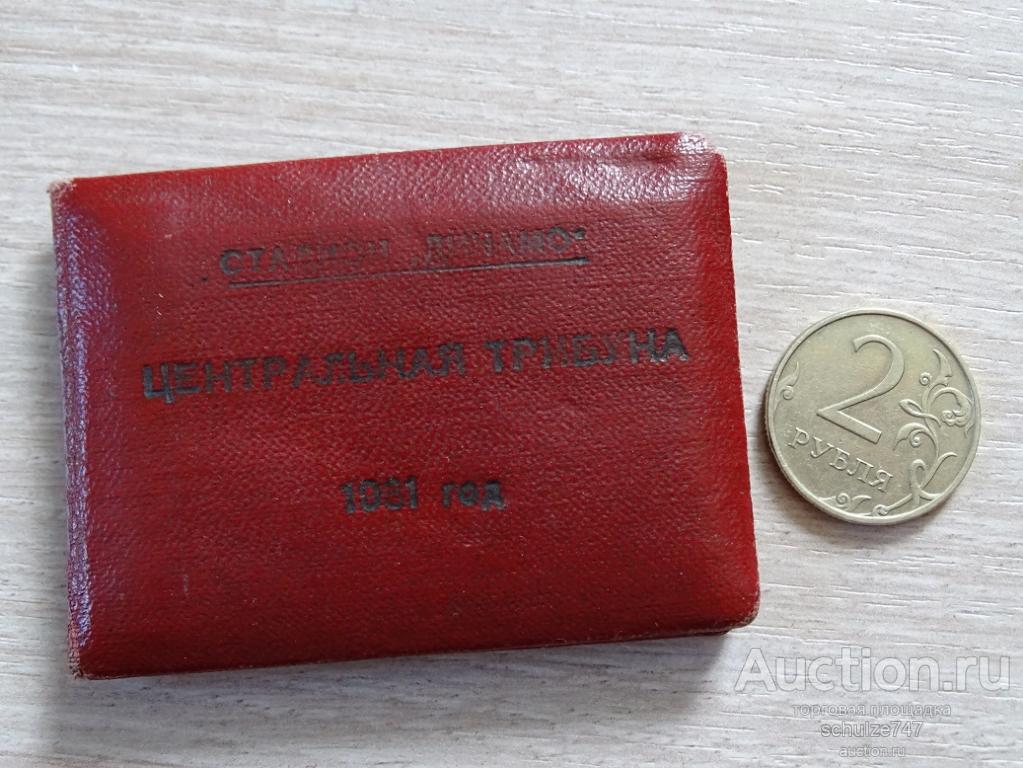 СТАДИОН „ДИНАМО“
ЦЕНТРАЛЬНАЯ ТРИБУНА
год
2
РУБЛЯ
Auction.ru
торговая площадка
schulze747
auction.ru